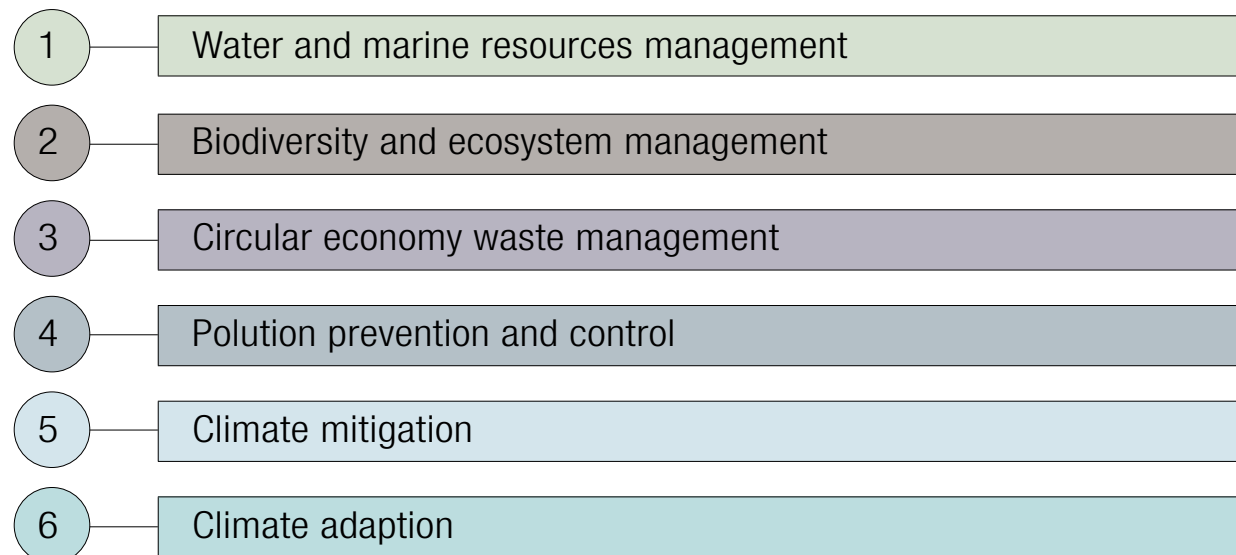 1 Water and marine resources management
2 Biodiversity and ecosystem management
3 Circular economy waste management
4 Polution prevention and control
5 Climate mitigation
6 Climate adaption